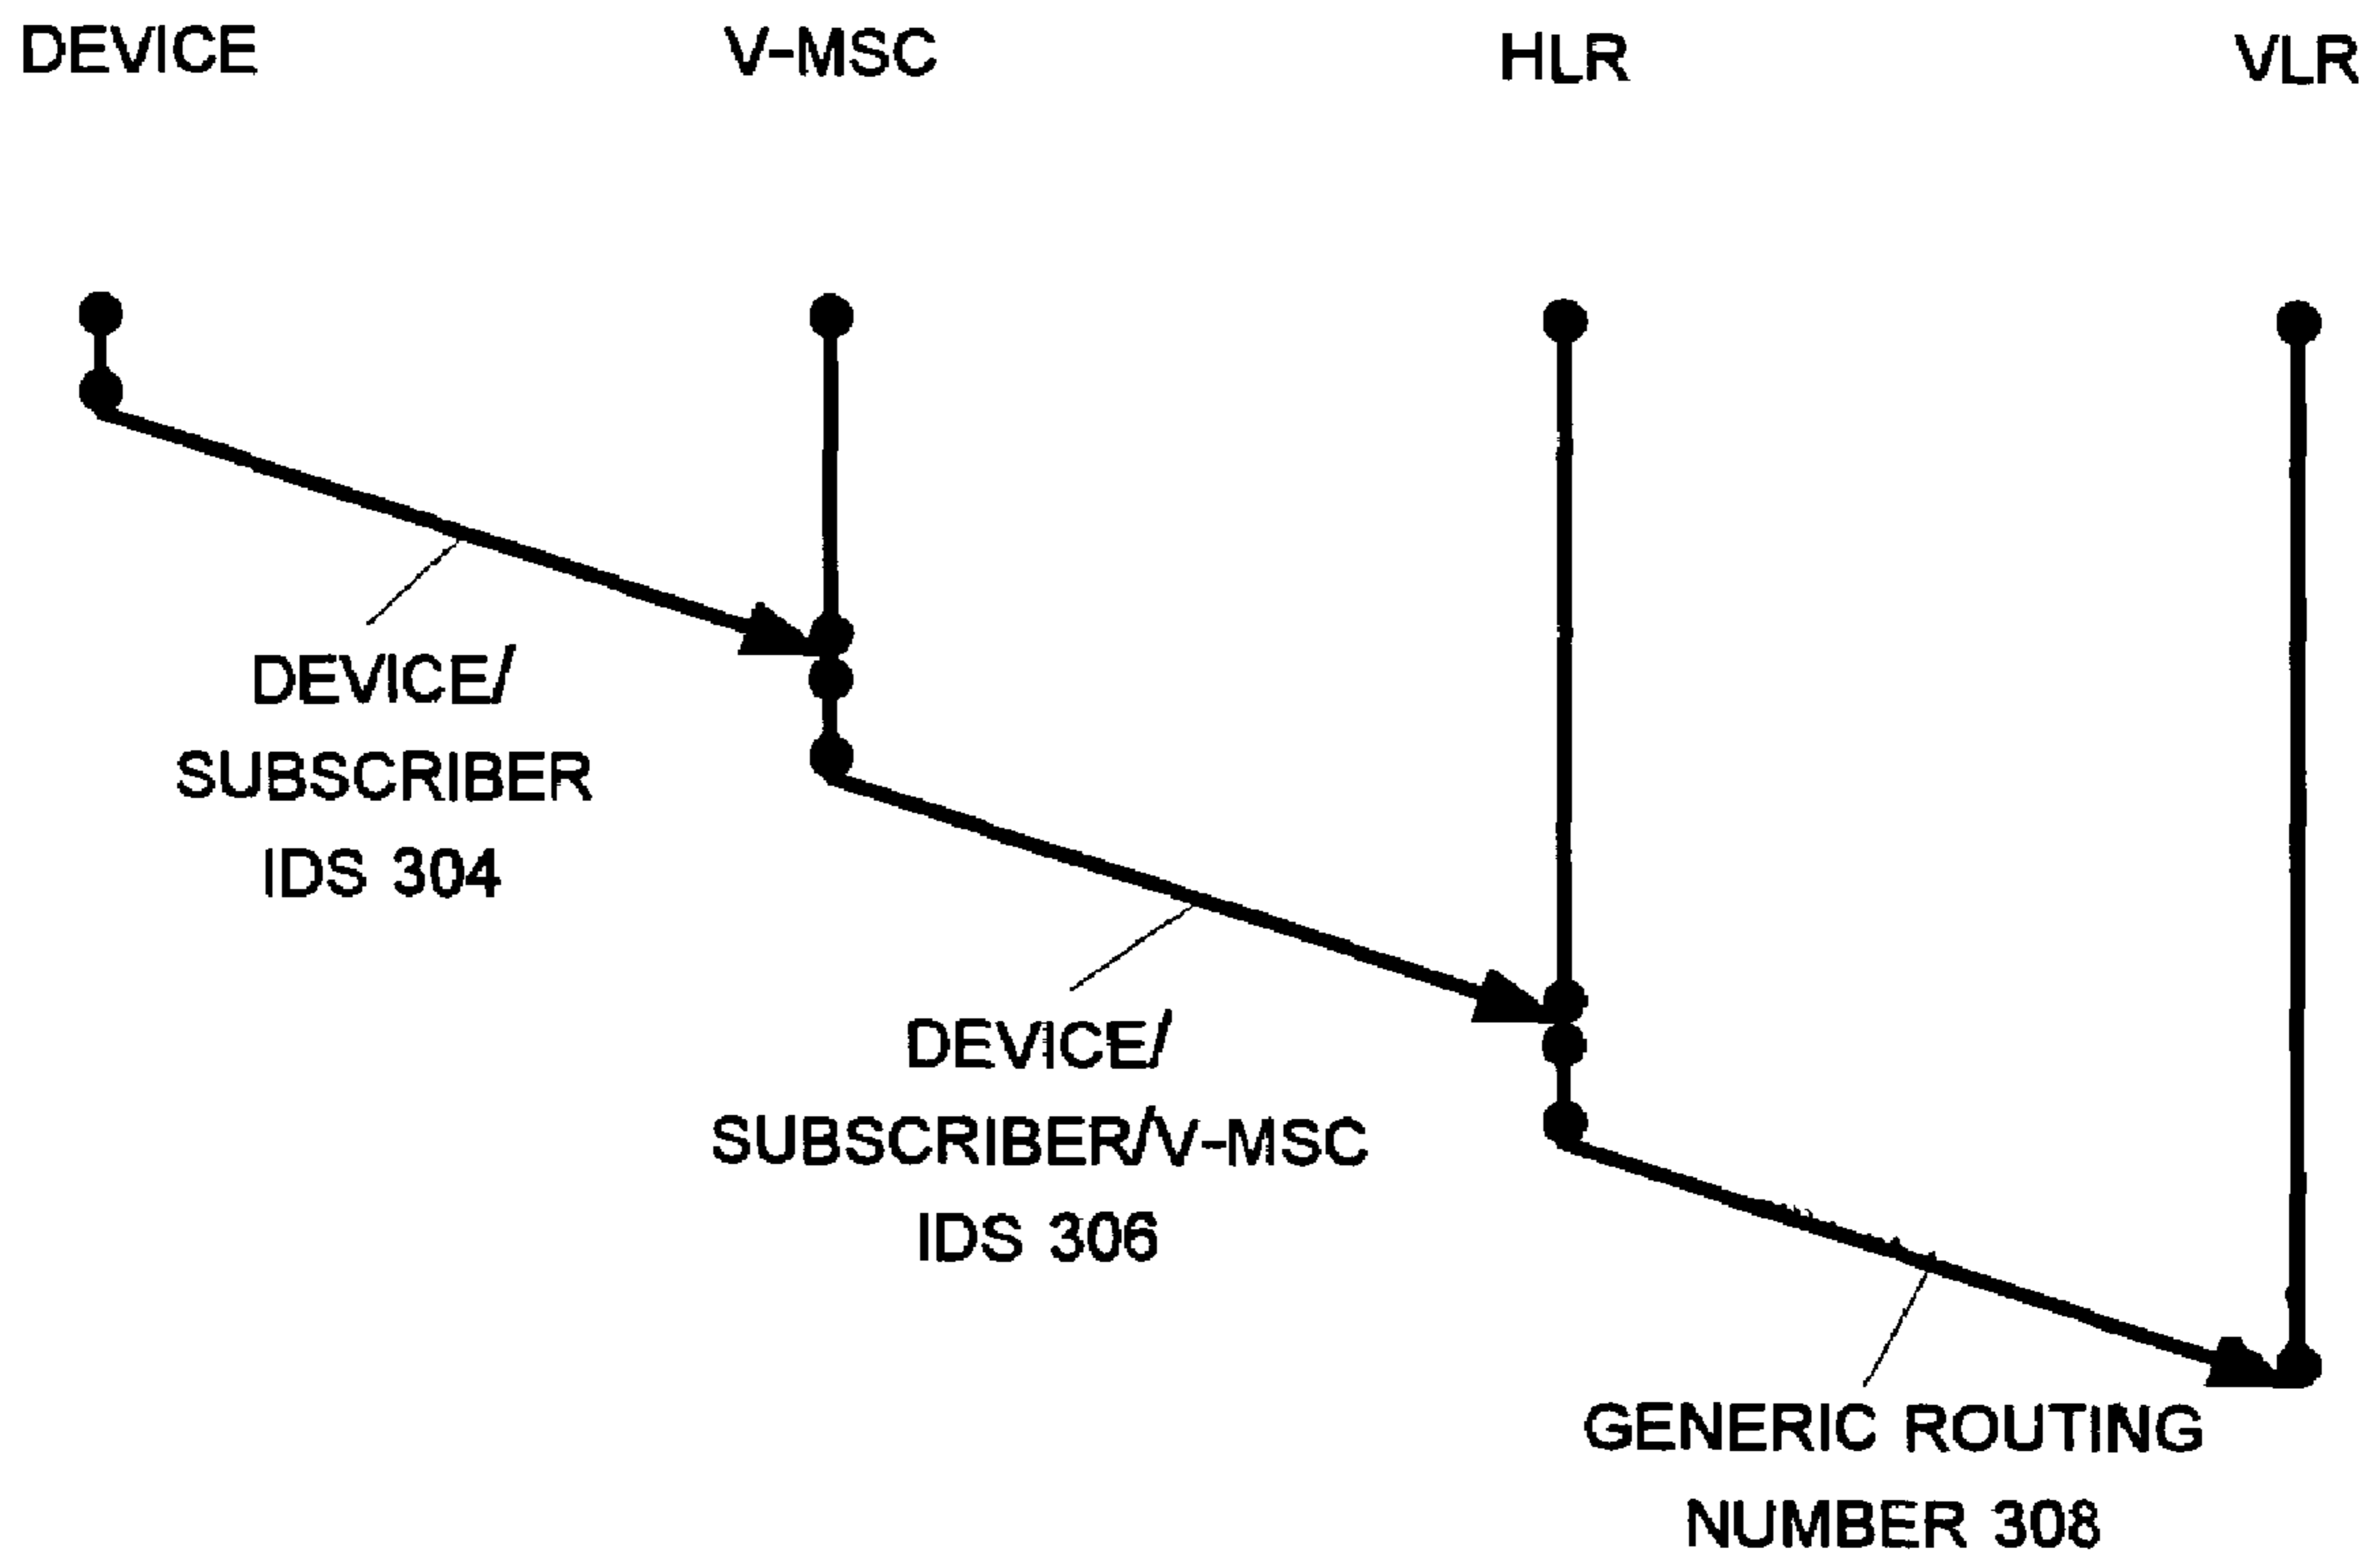 DEVICE
V-MSC
HLR
VLR
DEVICE/
SUBSCRIBER
IDS 304
DEVICE/
SUBSCRIBER/V-MSC
IDS 306
GENERIC ROUTING
NUMBER 308